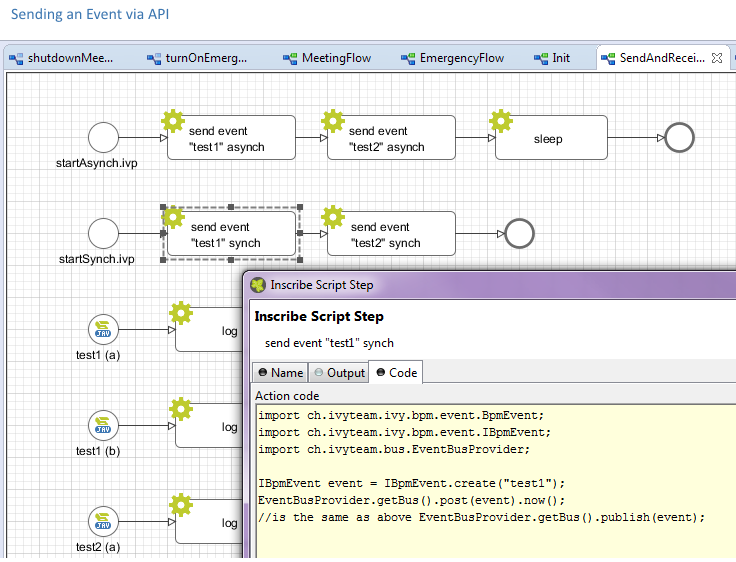 Sending an Event via API
shutdownMee...
turnOnEmerg...
MeetingFlow
EmergencyFlow
Init
SendAndRecei...
send event
"test1" asynch
send event
"test2" asynch
sleep
startAsynch.ivp
send event
"test1" synch
send event
"test2" synch
startSynch.ivp
Inscribe Script Step
Inscribe Script Step
send event "test1" synch
Name
Output
Code
Action code
import ch.ivyteam.ivy.bpm.event.BpmEvent;
import ch.ivyteam.ivy.bpm.event.IBpmEvent;
import ch.ivyteam.bus.EventBusProvider;
IBpmEvent event = IBpmEvent.create("test1");
EventBusProvider.getBus().post(event).now();
//is the same as above EventBusProvider.getBus().publish(event);
JAV
log
test1 (a)
JAV
log
test1 (b)
JAV
log
test2 (a)